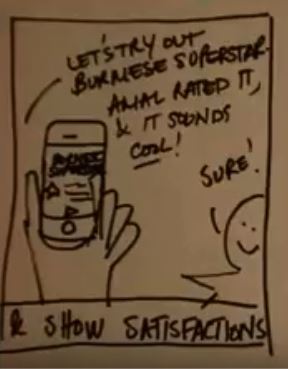 LET'S TRY OUT
BURMESE SUPERSTAR.
AMAL RATED IT,
& IT SOUNDS
COOL!
SURE!
BURMESE
SUPERSTAR
& SHOW SATISFACTIONS